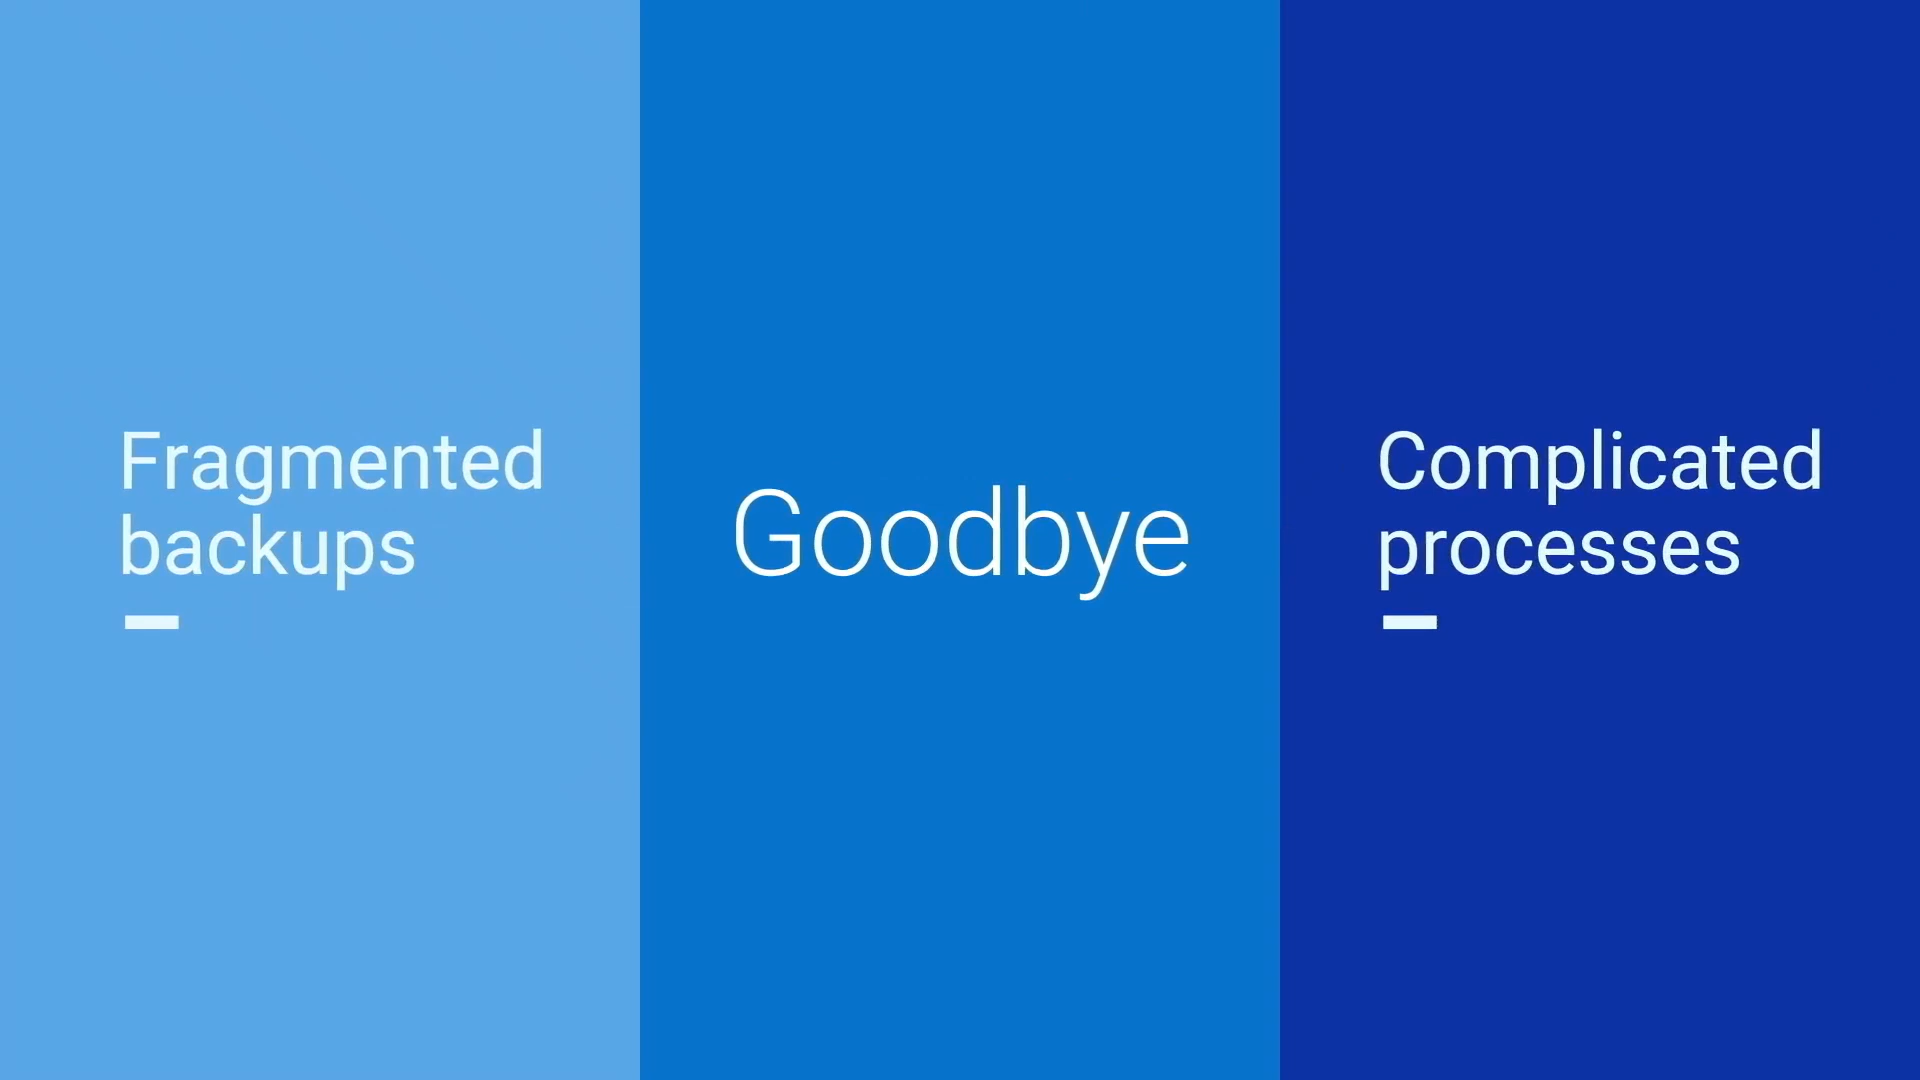 Fragmented
backups
Goodbye
Complicated
processes